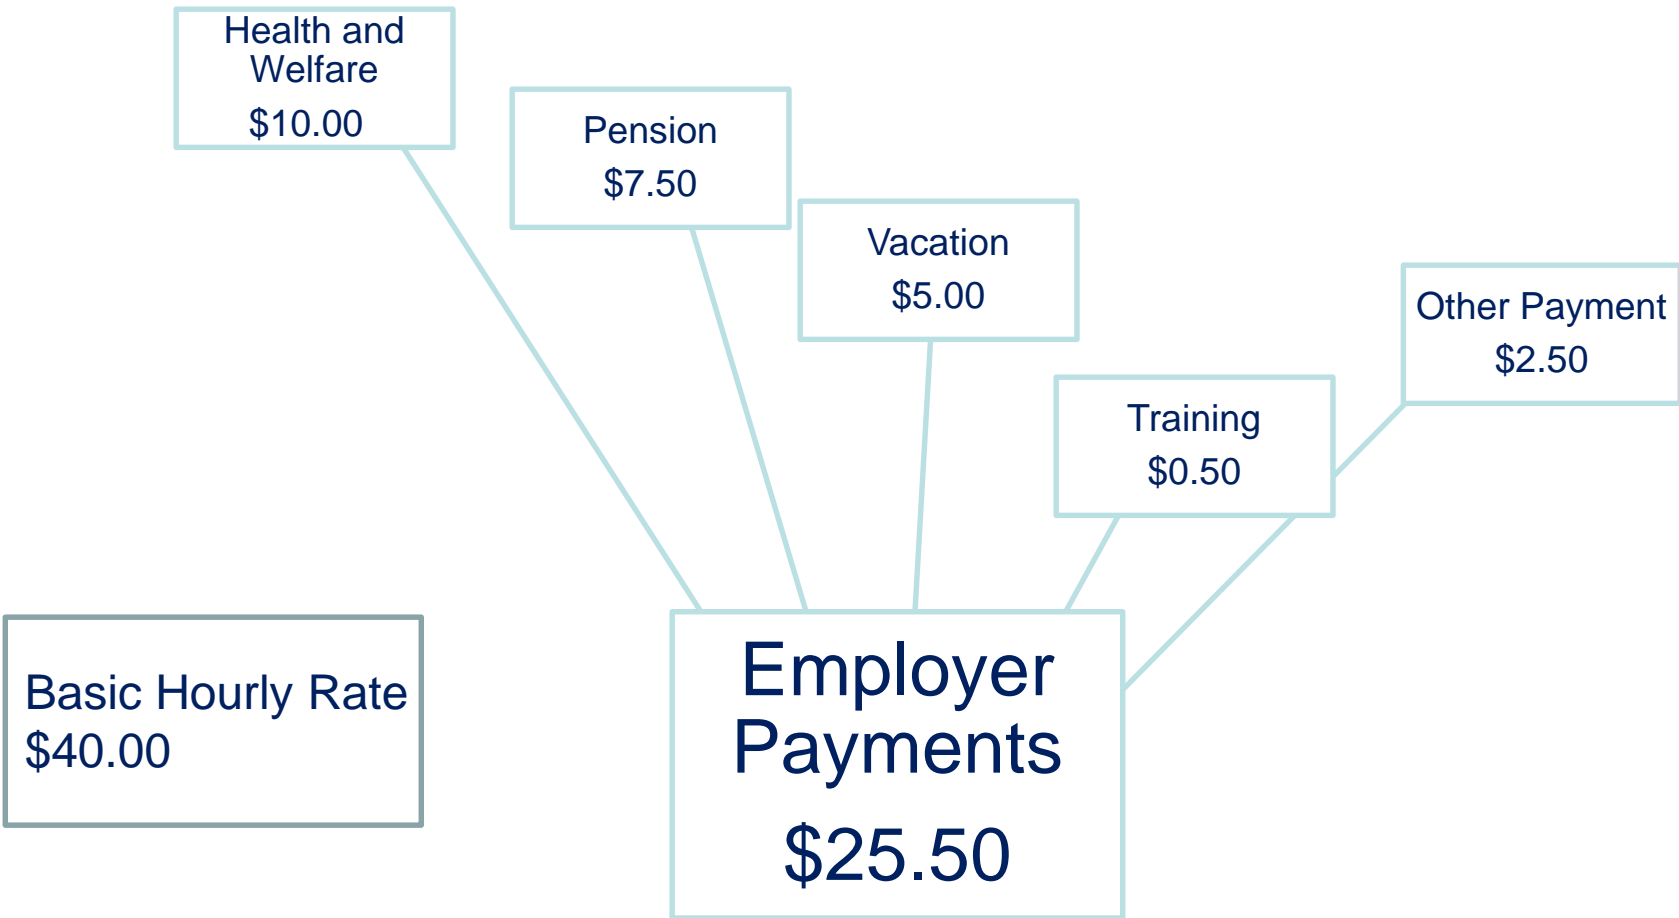 Health and
Welfare
$10.00
Pension
$7.50
Vacation
$5.00
Other Payment
$2.50
Training
$0.50
Basic Hourly Rate
$40.00
Employer
Payments
$25.50